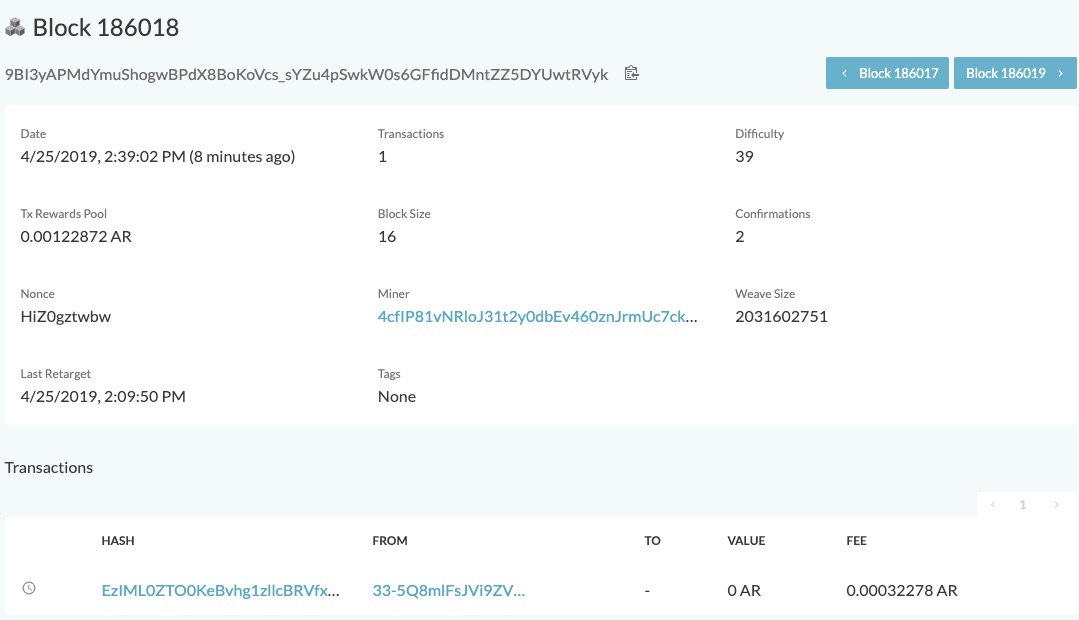 Block 186018
9BI3yAPMdYmuShogwBPdX8BoKoVcs_sYZu4pSwkW0s6GFfidDMntZZ5DYUwtRVyk
‹ Block 186017
Block 186019 ›
Date
Transactions
Difficulty
4/25/2019, 2:39:02 PM (8 minutes ago)
1
39
Tx Rewards Pool
Block Size
Confirmations
0.00122872 AR
16
2
Nonce
Miner
Weave Size
HiZ0gztwbw
4cfIP81vNRloJ31t2y0dbEv460znJrmUc7ck...
2031602751
Last Retarget
Tags
4/25/2019, 2:09:50 PM
None
Transactions
‹ 1 ›
HASH
FROM
TO
VALUE
FEE
EzIML0ZTO0KeBvhg1zllcBRVfx...
33-5Q8mlFsJVi9ZV...
-
0 AR
0.00032278 AR